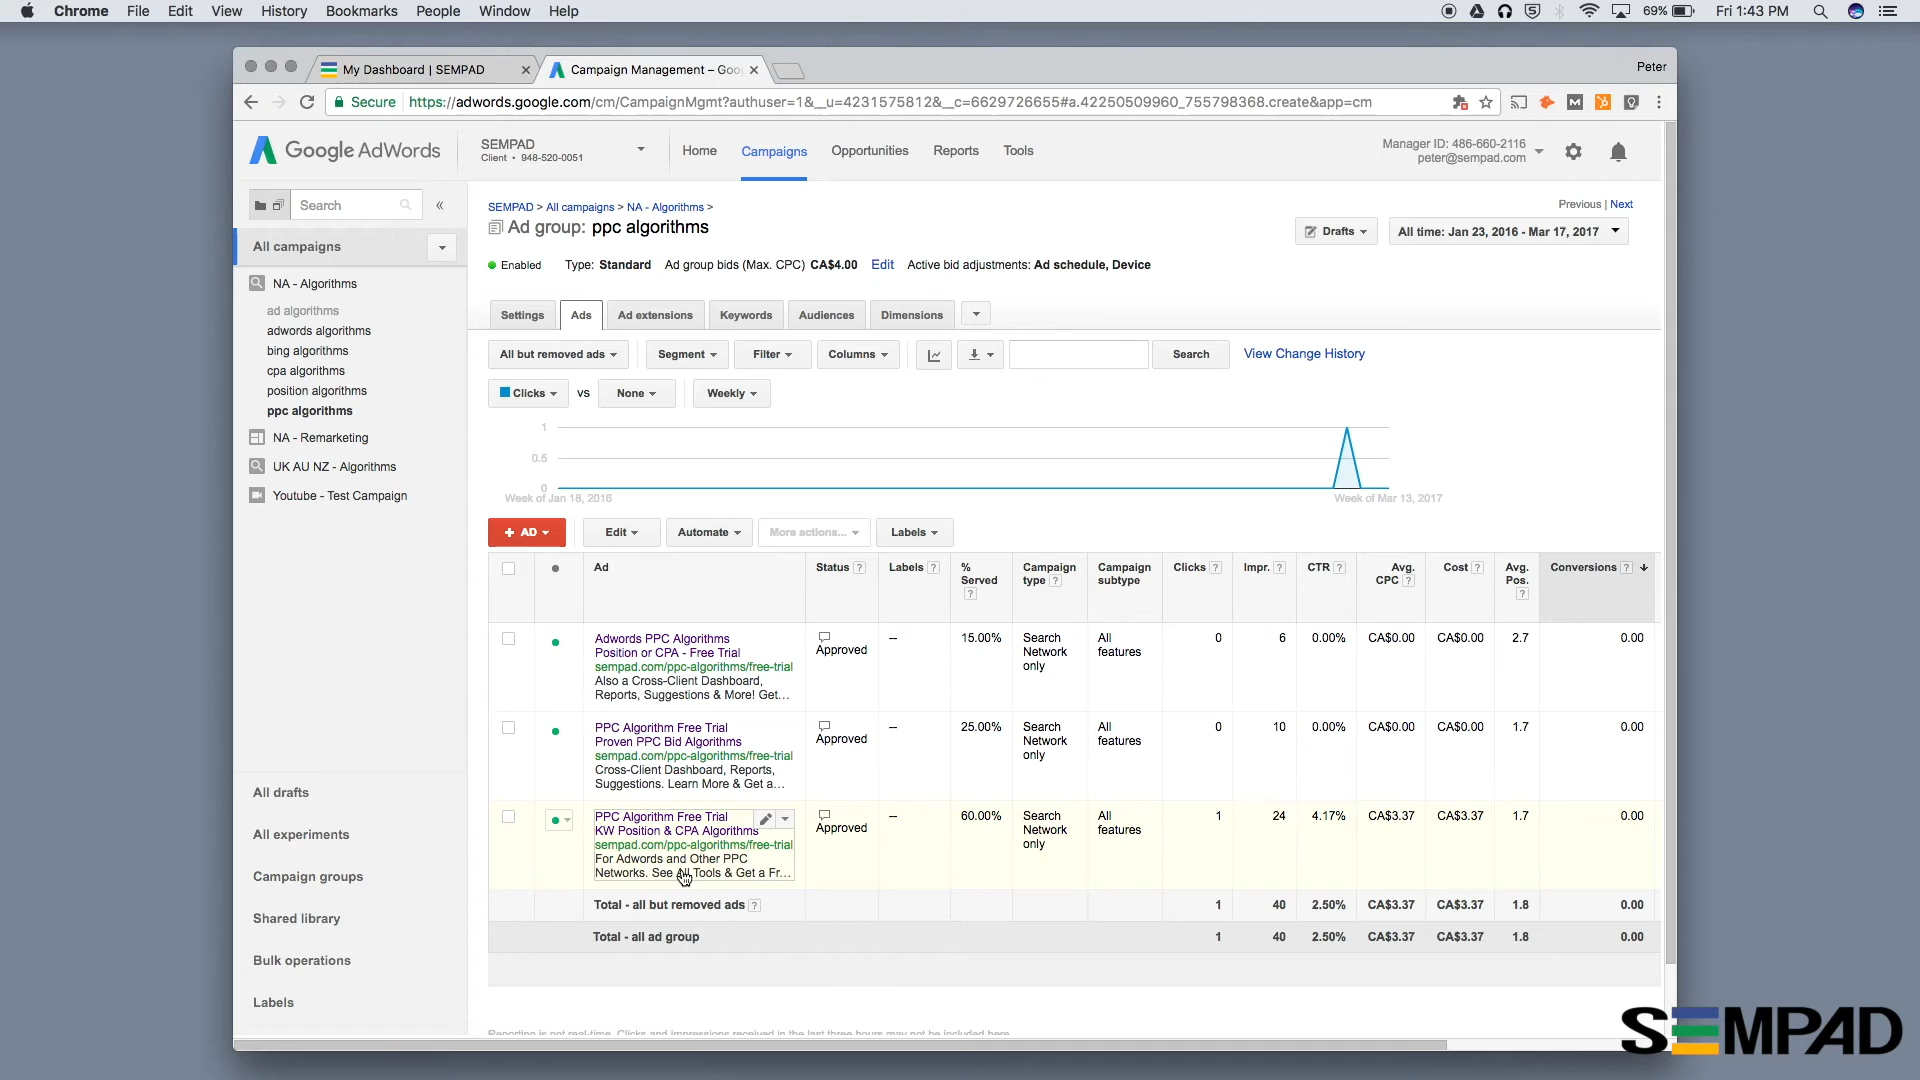 Chrome File Edit View History Bookmarks People Window Help 69% Fri 1:43 PM
My Dashboard | SEMPAD Campaign Management – Goo Peter
Secure https://adwords.google.com/cm/CampaignMgmt?authuser=1&__u=4231575812&__c=6629726655#a.42250509960_755798368.create&app=cm
Google AdWords
SEMPAD
Client • 948-520-0051
Home Campaigns Opportunities Reports Tools
Manager ID: 486-660-2116
peter@sempad.com
Search «
All campaigns
NA - Algorithms
ad algorithms
adwords algorithms
bing algorithms
cpa algorithms
position algorithms
ppc algorithms
NA - Remarketing
UK AU NZ - Algorithms
Youtube - Test Campaign
All drafts
All experiments
Campaign groups
Shared library
Bulk operations
Labels
SEMPAD > All campaigns > NA - Algorithms >
Previous | Next
Ad group: ppc algorithms
Drafts All time: Jan 23, 2016 - Mar 17, 2017
Enabled Type: Standard Ad group bids (Max. CPC) CA$4.00 Edit Active bid adjustments: Ad schedule, Device
Settings Ads Ad extensions Keywords Audiences Dimensions
All but removed ads Segment Filter Columns Search View Change History
Clicks VS None Weekly
1
0.5
0
Week of Jan 18, 2016 Week of Mar 13, 2017
+ AD Edit Automate More actions... Labels
Ad Status ? Labels ? % Served ? Campaign type ? Campaign subtype Clicks ? Impr. ? CTR ? Avg. CPC ? Cost ? Avg. Pos. ? Conversions ?
Adwords PPC Algorithms
Position or CPA - Free Trial
sempad.com/ppc-algorithms/free-trial
Also a Cross-Client Dashboard,
Reports, Suggestions & More! Get...
Approved -- 15.00% Search Network only All features 0 6 0.00% CA$0.00 CA$0.00 2.7 0.00
PPC Algorithm Free Trial
Proven PPC Bid Algorithms
sempad.com/ppc-algorithms/free-trial
Cross-Client Dashboard, Reports,
Suggestions. Learn More & Get a...
Approved -- 25.00% Search Network only All features 0 10 0.00% CA$0.00 CA$0.00 1.7 0.00
PPC Algorithm Free Trial
KW Position & CPA Algorithms
sempad.com/ppc-algorithms/free-trial
For Adwords and Other PPC
Networks. See All Tools & Get a Fr...
Approved -- 60.00% Search Network only All features 1 24 4.17% CA$3.37 CA$3.37 1.7 0.00
Total - all but removed ads ? 1 40 2.50% CA$3.37 CA$3.37 1.8 0.00
Total - all ad group 1 40 2.50% CA$3.37 CA$3.37 1.8 0.00
Reporting is not real-time. Clicks and impressions received in the last three hours may not be included here.
SEMPAD